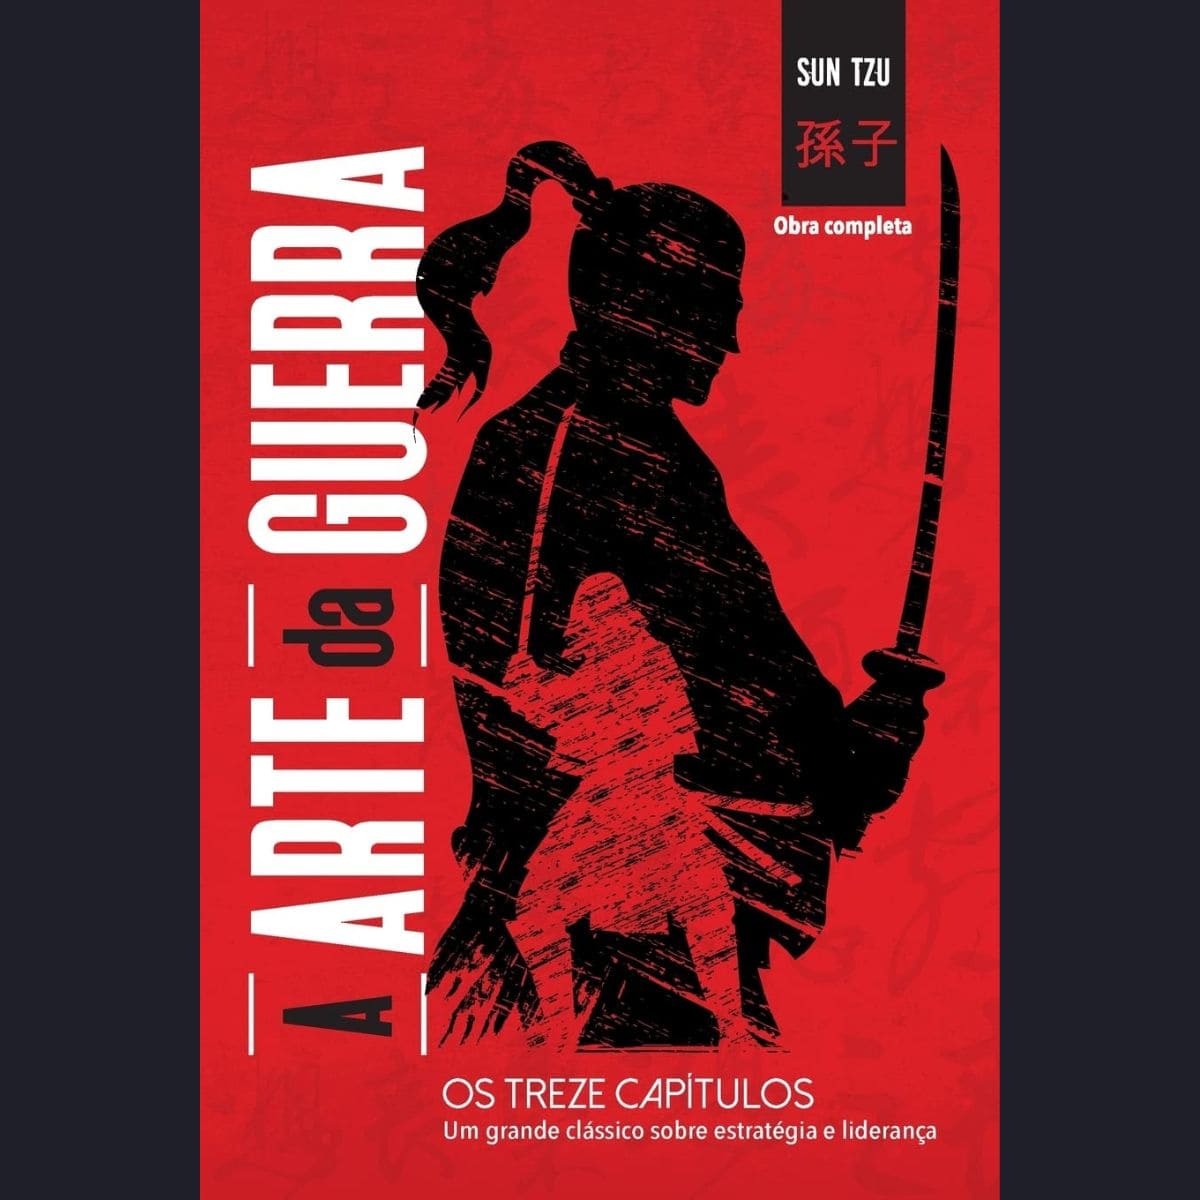 SUN TZU
孫子
Obra completa
A ARTE da GUERRA
OS TREZE CAPÍTULOS
Um grande clássico sobre estratégia e liderança